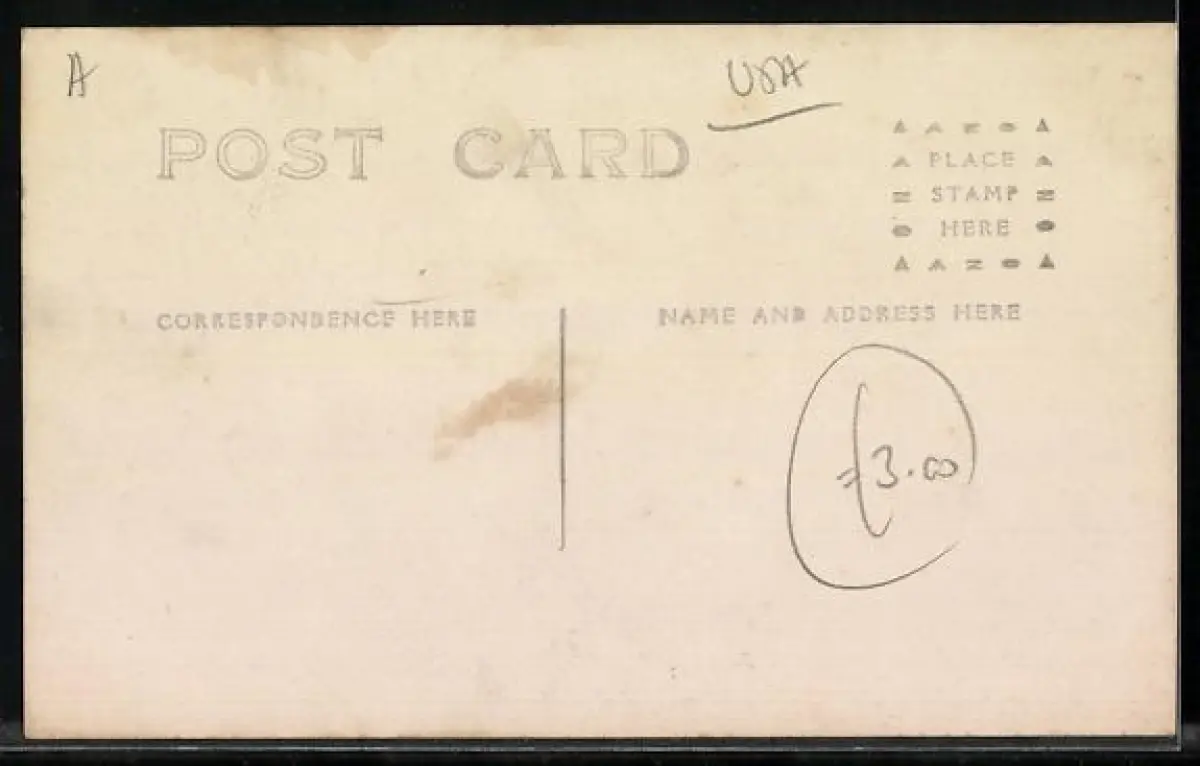 A
USA
POST CARD
▲ A Z O ▲
A PLACE A
Z STAMP Z
O HERE O
▲ A Z O ▲
CORRESPONDENCE HERE
NAME AND ADDRESS HERE
£3.00